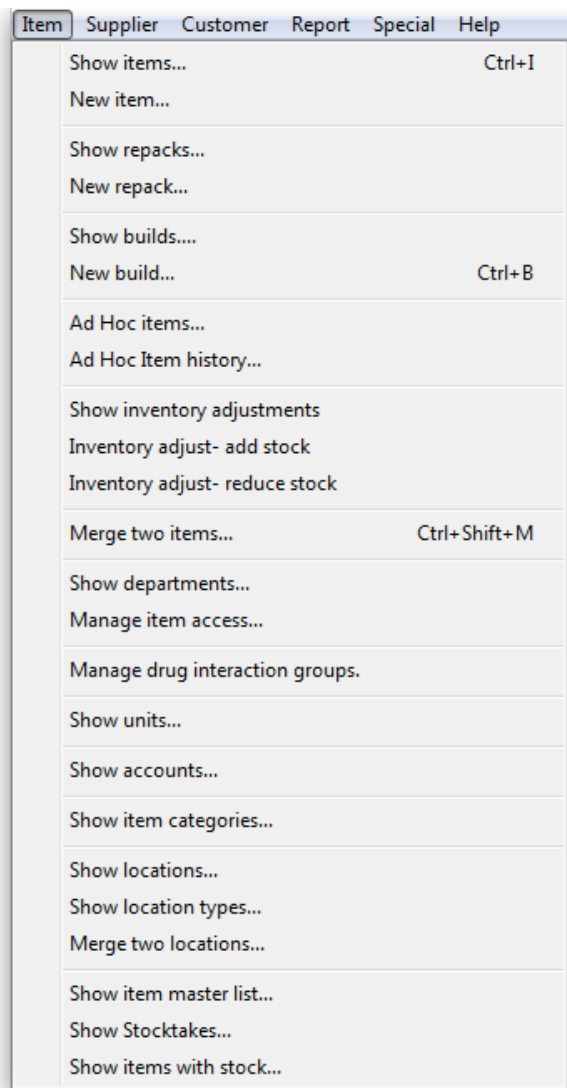 Item Supplier Customer Report Special Help
Show items... Ctrl+I
New item...
Show repacks...
New repack...
Show builds....
New build... Ctrl+B
Ad Hoc items...
Ad Hoc Item history...
Show inventory adjustments
Inventory adjust- add stock
Inventory adjust- reduce stock
Merge two items... Ctrl+Shift+M
Show departments...
Manage item access...
Manage drug interaction groups.
Show units...
Show accounts...
Show item categories...
Show locations...
Show location types...
Merge two locations...
Show item master list...
Show Stocktakes...
Show items with stock...